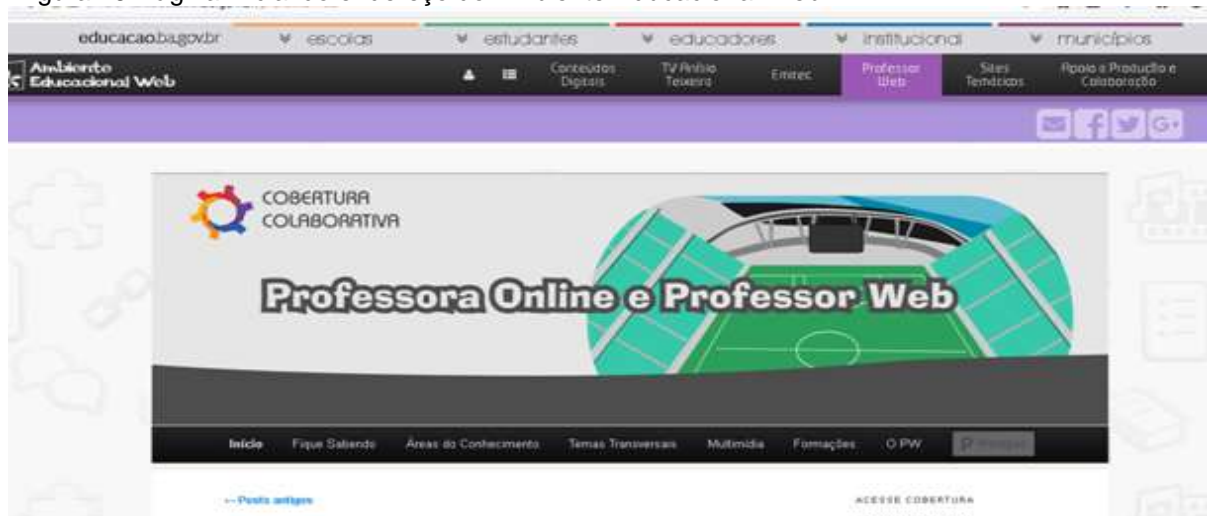 educacao.ba.gov.br escolas estudantes educadores institucional municípios
Ambiente Educacional Web
Conteúdos Digitais
TV Anísio Teixeira
Emitec
Professor Web
Sites Temáticos
Apoio a Produção e Colaboração
G+
COBERTURA
COLABORATIVA
Professora Online e Professor Web
Início Fique Sabendo Áreas do Conhecimento Temas Transversais Multimídia Formações O PW
← Posts antigos
ACESSE COBERTURA